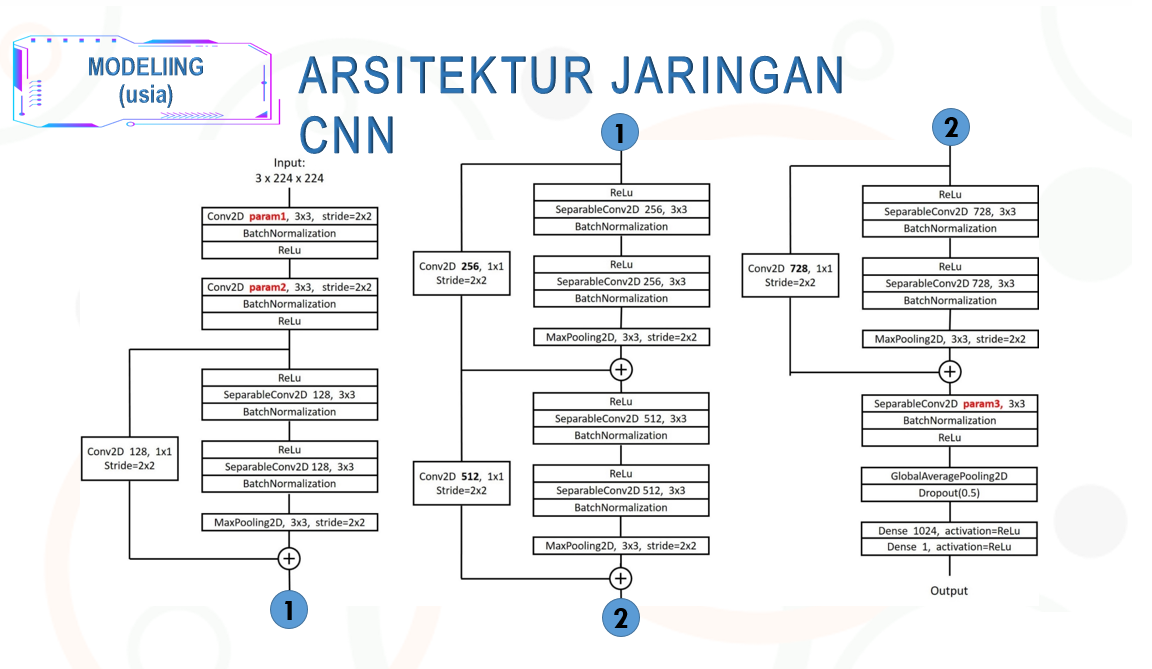 MODELIING
(usia)
ARSITEKTUR JARINGAN
CNN
Input:
3 x 224 x 224
Conv2D param1, 3x3, stride=2x2
BatchNormalization
ReLu
Conv2D param2, 3x3, stride=2x2
BatchNormalization
ReLu
ReLu
SeparableConv2D 128, 3x3
BatchNormalization
Conv2D 128, 1x1
Stride=2x2
ReLu
SeparableConv2D 128, 3x3
BatchNormalization
MaxPooling2D, 3x3, stride=2x2
+
1
1
ReLu
SeparableConv2D 256, 3x3
BatchNormalization
Conv2D 256, 1x1
Stride=2x2
ReLu
SeparableConv2D 256, 3x3
BatchNormalization
MaxPooling2D, 3x3, stride=2x2
+
ReLu
SeparableConv2D 512, 3x3
BatchNormalization
Conv2D 512, 1x1
Stride=2x2
ReLu
SeparableConv2D 512, 3x3
BatchNormalization
MaxPooling2D, 3x3, stride=2x2
+
2
2
ReLu
SeparableConv2D 728, 3x3
BatchNormalization
Conv2D 728, 1x1
Stride=2x2
ReLu
SeparableConv2D 728, 3x3
BatchNormalization
MaxPooling2D, 3x3, stride=2x2
+
SeparableConv2D param3, 3x3
BatchNormalization
ReLu
GlobalAveragePooling2D
Dropout(0.5)
Dense 1024, activation=ReLu
Dense 1, activation=ReLu
Output